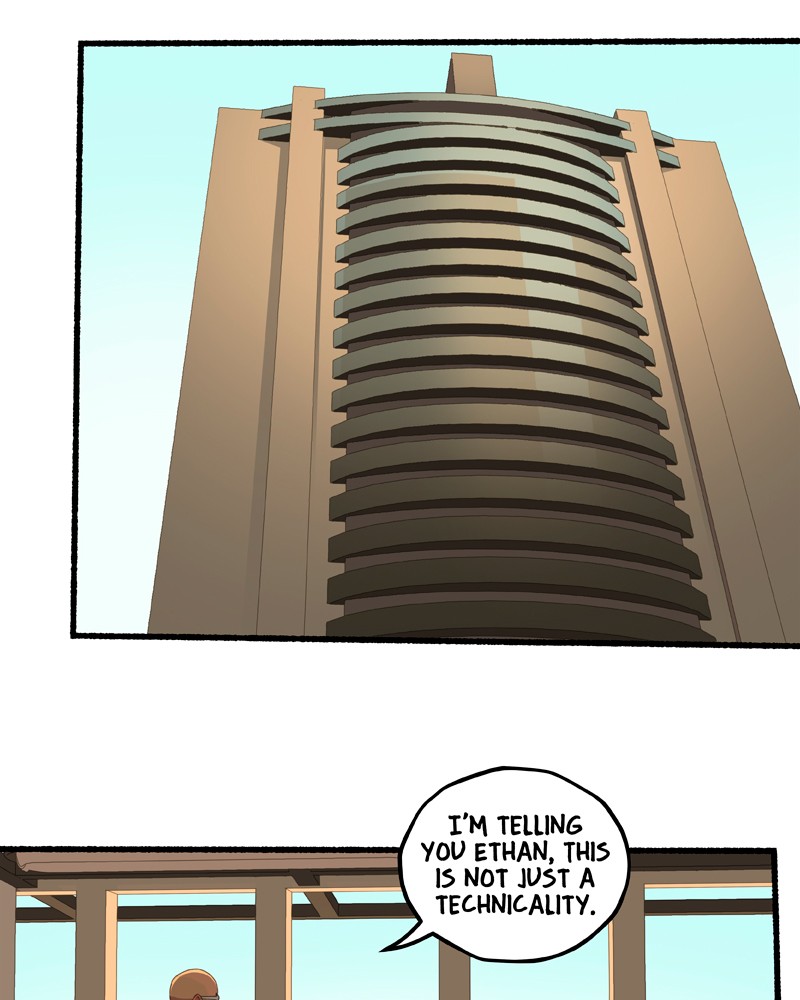 I'M TELLING
YOU ETHAN, THIS
IS NOT JUST A
TECHNICALITY.